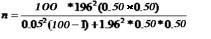 n = 100 * 196² (0.50 × 0.50) / 0.05² (100 – 1) + 1.96² * 0.50 * 0.50